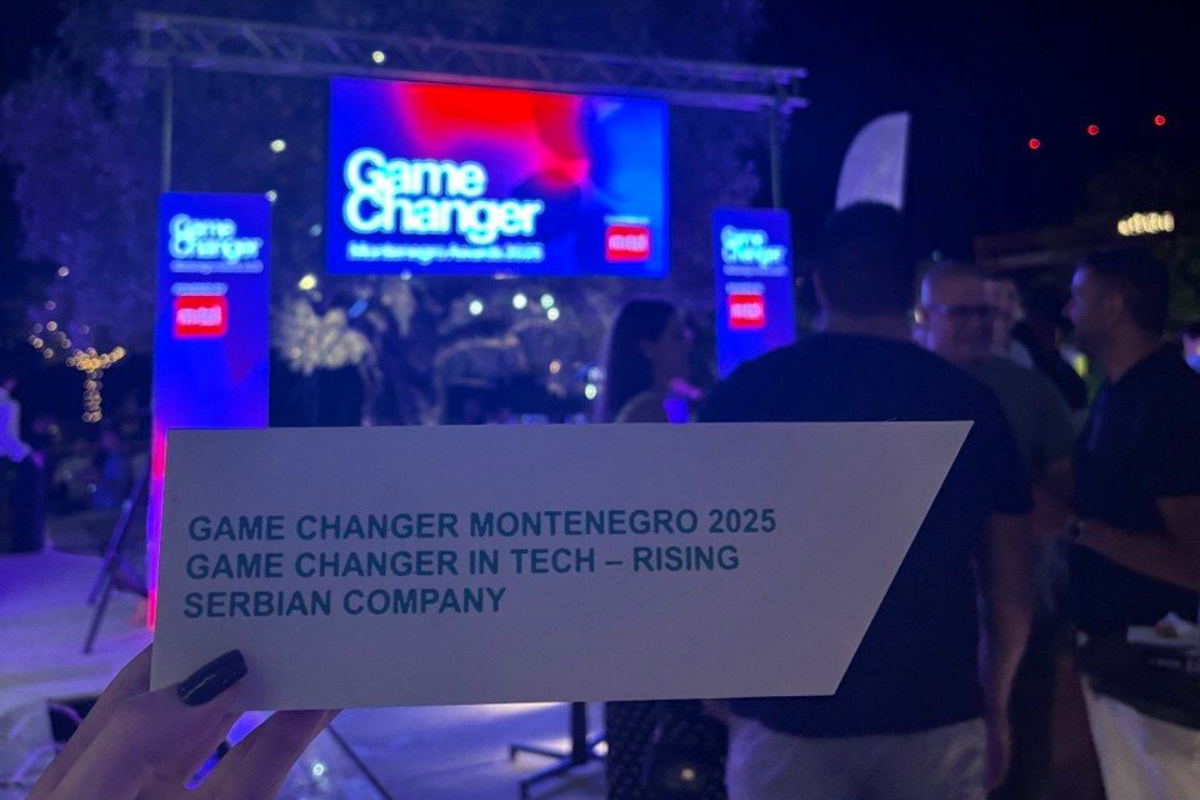 Game
Changer
Montenegro Awards 2025
Game
Changer
Game
Changer
GAME CHANGER MONTENEGRO 2025
GAME CHANGER IN TECH – RISING
SERBIAN COMPANY